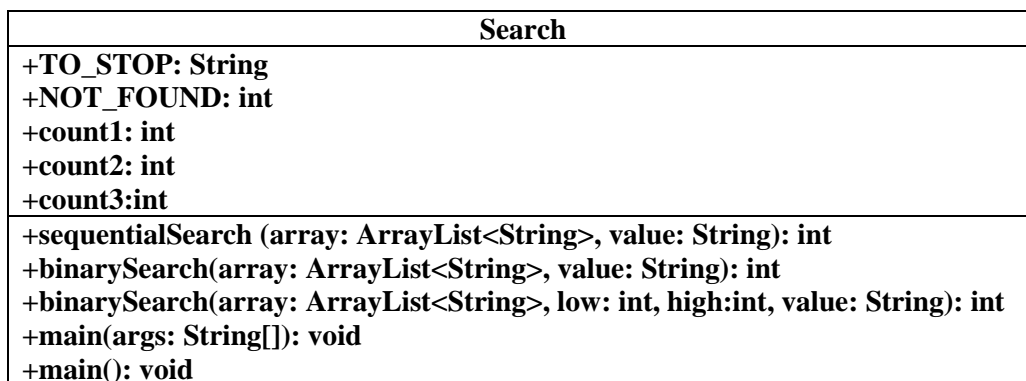 Search
+TO_STOP: String
+NOT_FOUND: int
+count1: int
+count2: int
+count3:int
+sequentialSearch (array: ArrayList<String>, value: String): int
+binarySearch(array: ArrayList<String>, value: String): int
+binarySearch(array: ArrayList<String>, low: int, high:int, value: String): int
+main(args: String[]): void
+main(): void